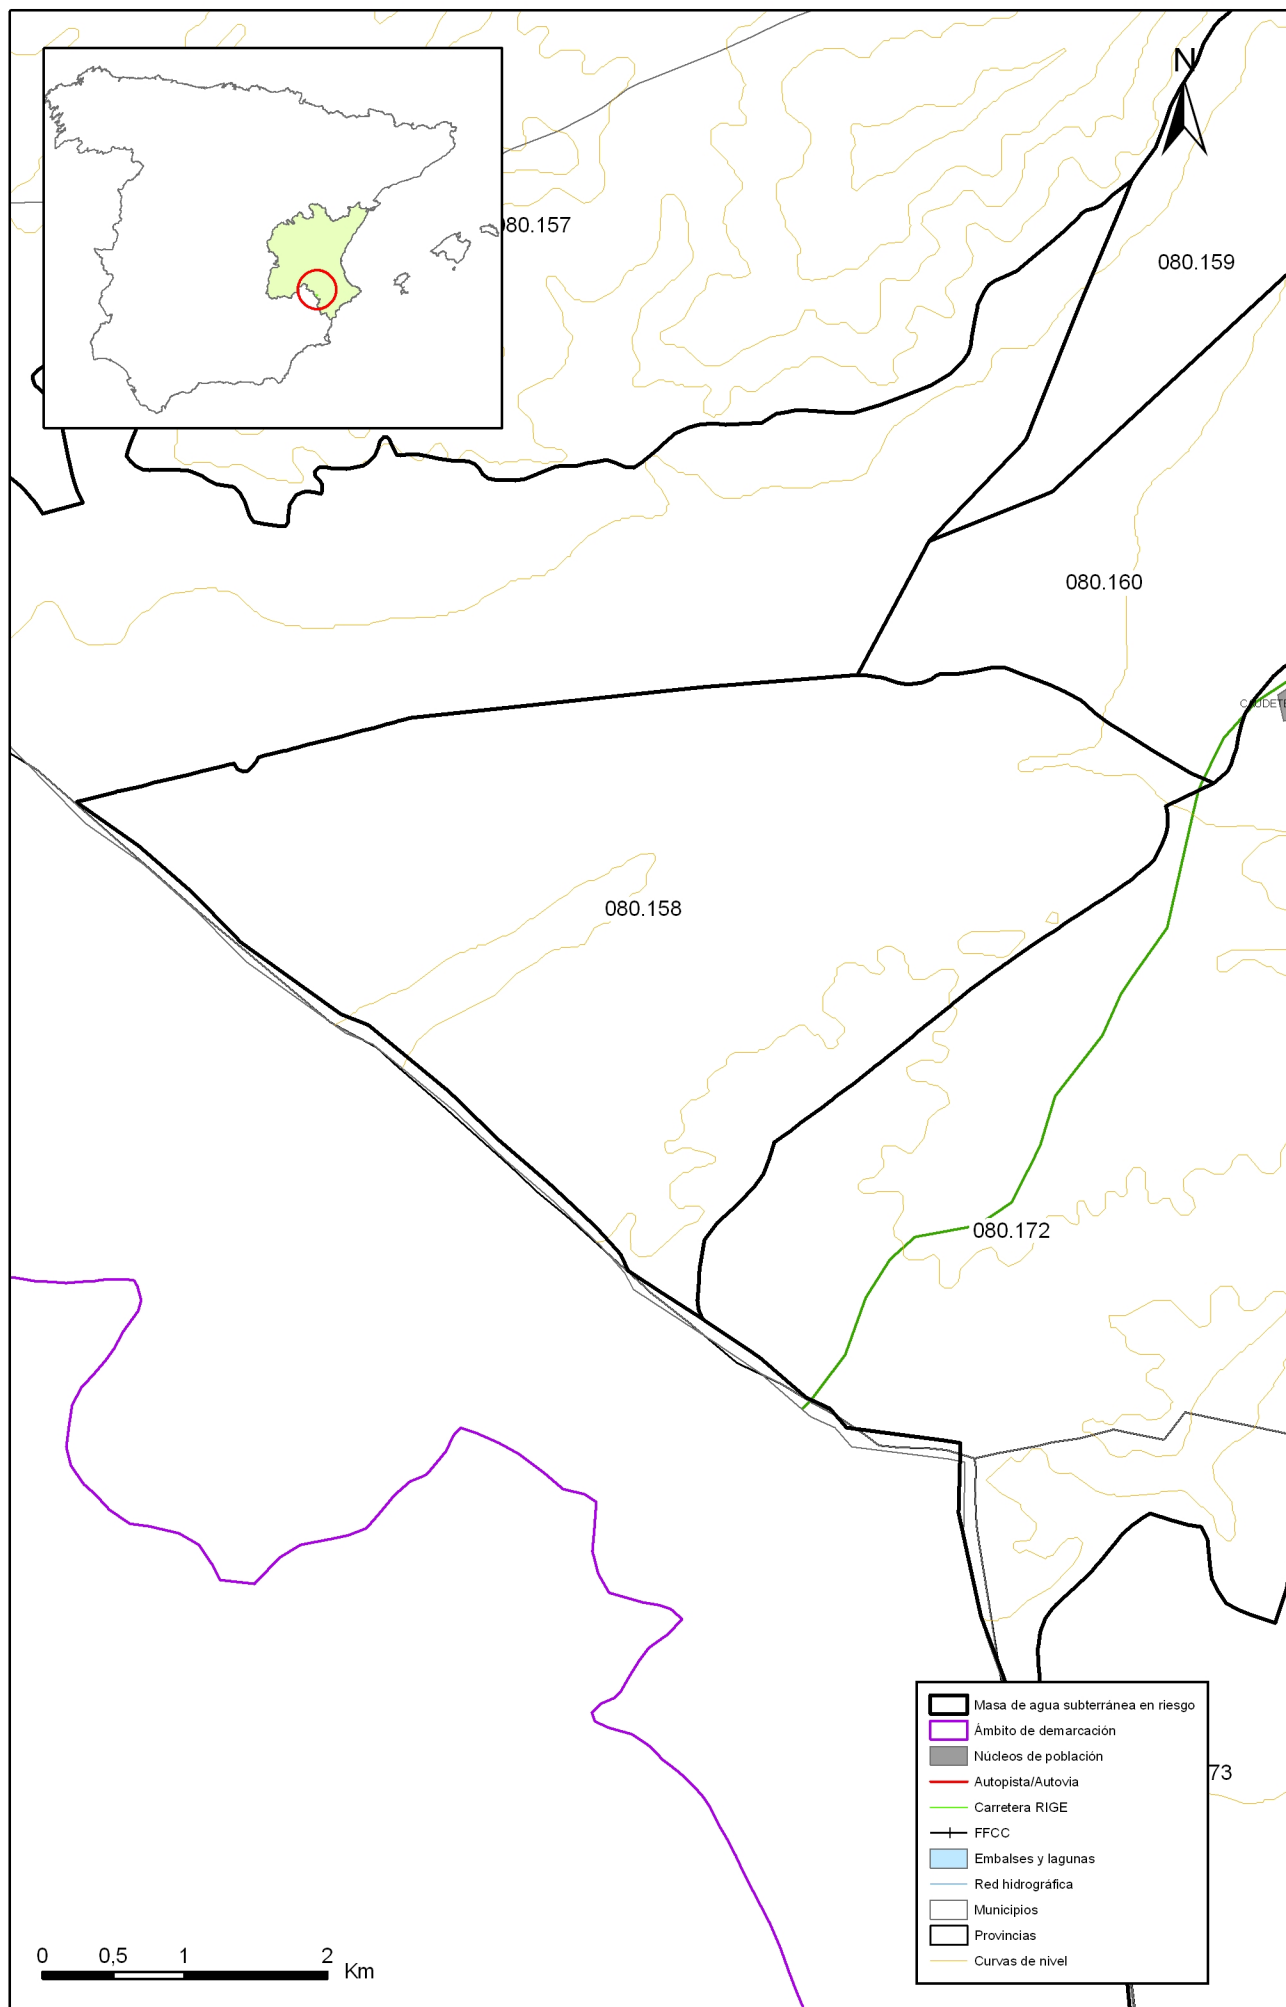 N
080.157
080.159
080.160
CAUDETE
080.158
080.172
Masa de agua subterránea en riesgo
Ámbito de demarcación
Núcleos de población
73
Autopista/Autovia
Carretera RIGE
FFCC
Embalses y lagunas
Red hidrográfica
Municipios
Provincias
Curvas de nivel
0 0,5 1 2 Km